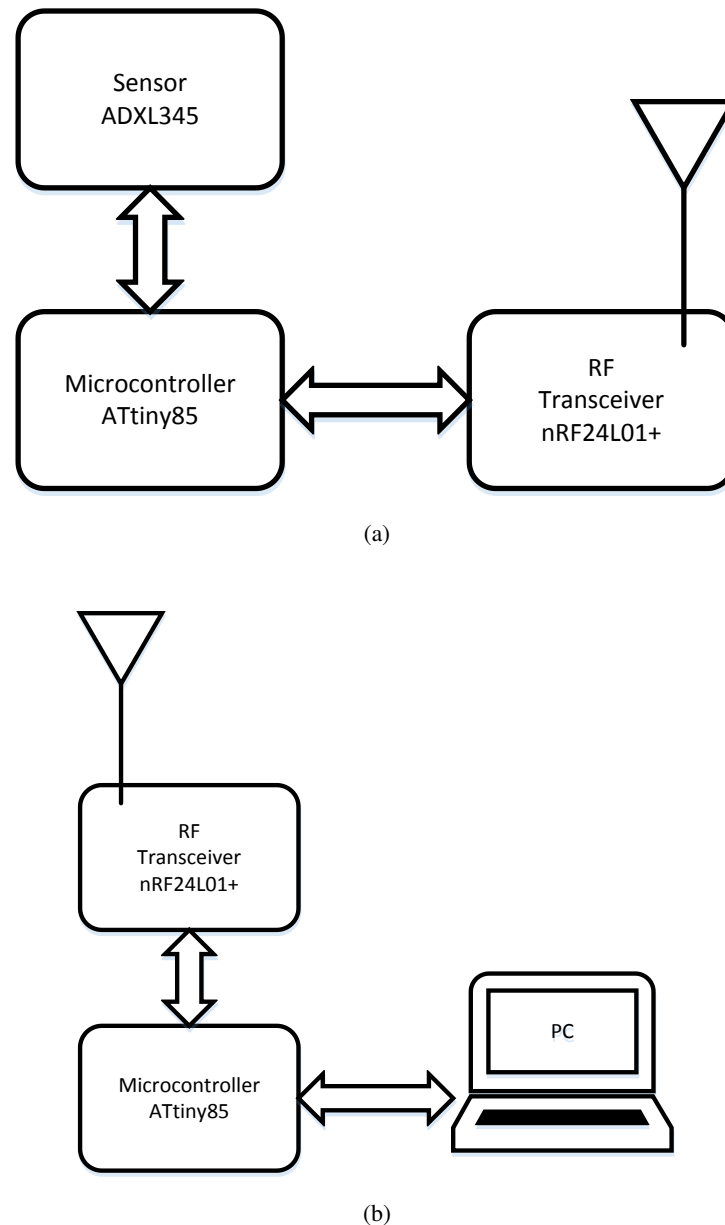 Sensor
ADXL345
Microcontroller
ATtiny85
RF
Transceiver
nRF24L01+
(a)
RF
Transceiver
nRF24L01+
Microcontroller
ATtiny85
PC
(b)